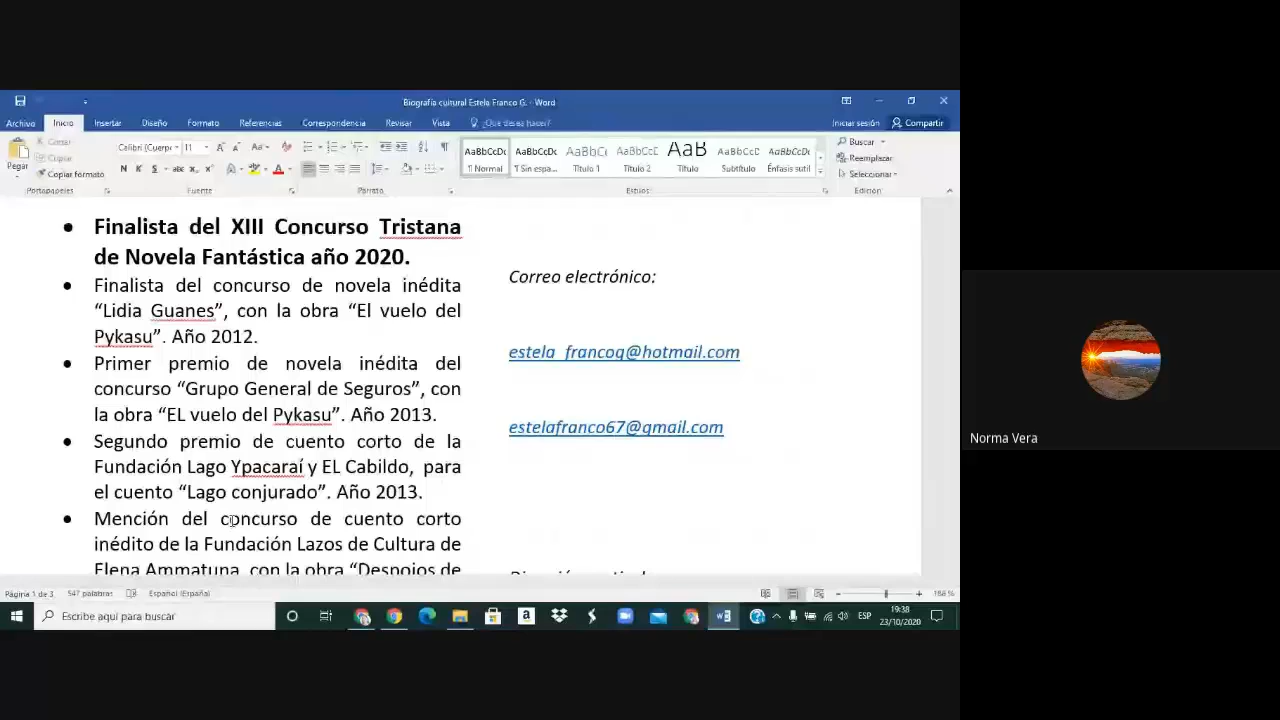 Biografía cultural Estela Franco G. - Word
Archivo Inicio Insertar Diseño Formato Referencias Correspondencia Revisar Vista ¿Qué desea hacer? Iniciar sesión Compartir
Pegar Cortar Copiar Copiar formato
Calibri (Cuerpo 11
AaBbCcDc AaBbCcDc AaBbCc AaBbCcC AaB AaBbCcC AaBbCcDc
¶ Normal ¶ Sin espa... Título 1 Título 2 Título Subtítulo Énfasis sutil
Buscar
Reemplazar
Seleccionar
Portapapeles Fuente Párrafo Estilos Edición
• Finalista del XIII Concurso Tristana
de Novela Fantástica año 2020.
• Finalista del concurso de novela inédita
“Lidia Guanes”, con la obra “El vuelo del
Pykasu”. Año 2012.
• Primer premio de novela inédita del
concurso “Grupo General de Seguros”, con
la obra “EL vuelo del Pykasu”. Año 2013.
• Segundo premio de cuento corto de la
Fundación Lago Ypacaraí y EL Cabildo, para
el cuento “Lago conjurado”. Año 2013.
• Mención del concurso de cuento corto
inédito de la Fundación Lazos de Cultura de
Elena Ammatuna, con la obra “Despojos de
Correo electrónico:
estela_francog@hotmail.com
estelafranco67@gmail.com
Página 1 de 3 547 palabras Español (España) 168 %
Escribe aquí para buscar
ESP
19:38
23/10/2020
Norma Vera